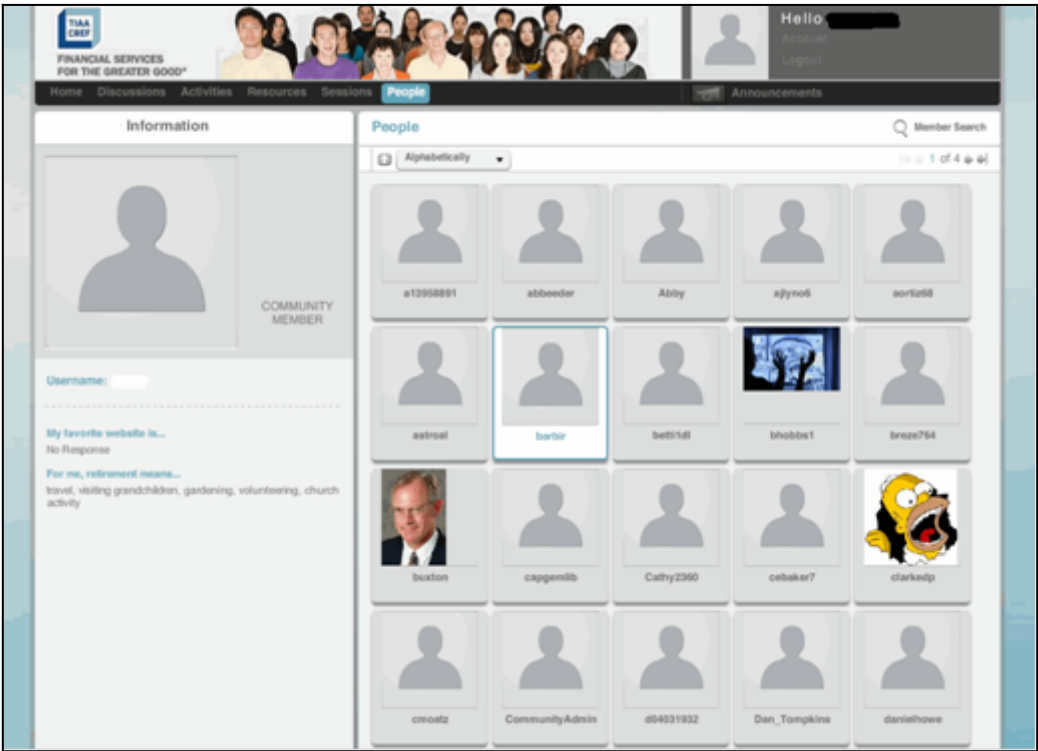 TIAA
CREF
FINANCIAL SERVICES
FOR THE GREATER GOOD®
Hello
Account
Logout
Home Discussions Activities Resources Sessions People
Announcements
Information
COMMUNITY
MEMBER
Username:
My favorite website is...
No Response
For me, retirement means...
travel, visiting grandchildren, gardening, volunteering, church
activity
People
Member Search
Alphabetically
1 of 4
a13958891 abbeeder Abby ajlyno6 aortiz68
astroal barbir betti1dl bhobbs1 breze764
buxton capgemlib Cathy2360 cebaker7 clarkedp
cmoatz CommunityAdmin d04031932 Dan_Tompkins danielhowe